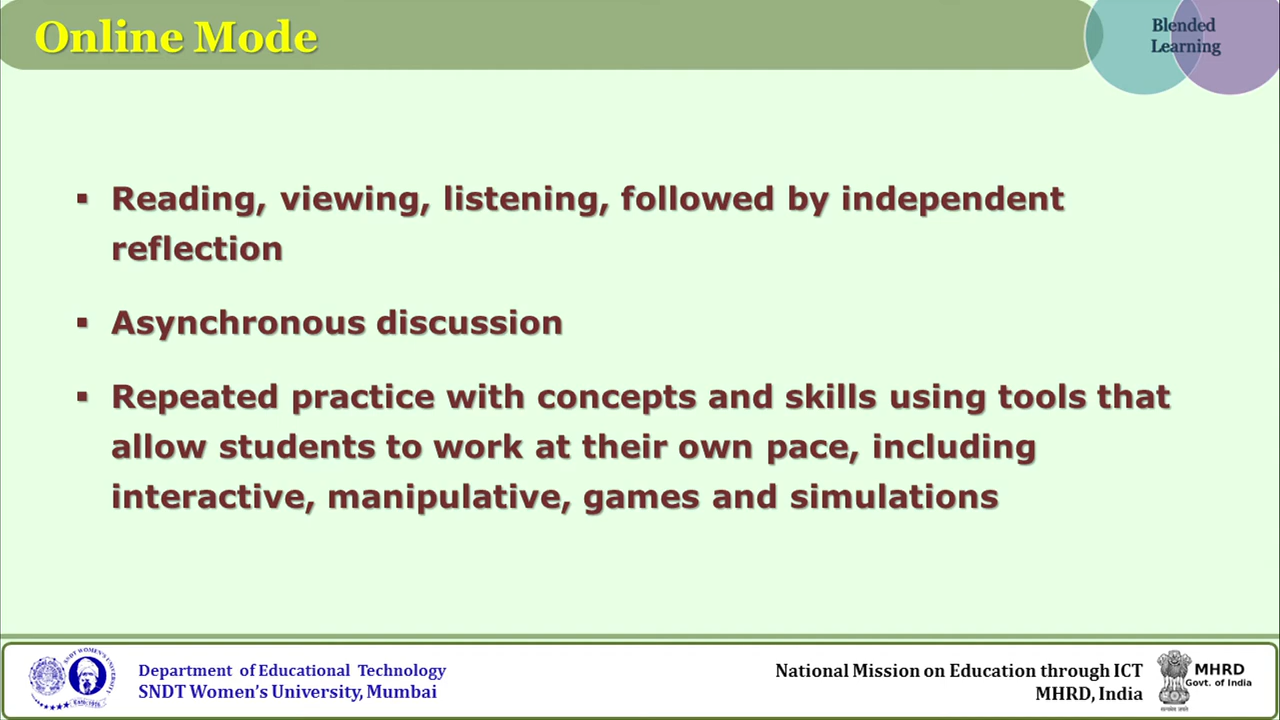 Online Mode
Blended
Learning
▪ Reading, viewing, listening, followed by independent
reflection
▪ Asynchronous discussion
▪ Repeated practice with concepts and skills using tools that
allow students to work at their own pace, including
interactive, manipulative, games and simulations
Department of Educational Technology
SNDT Women's University, Mumbai
National Mission on Education through ICT
MHRD, India
MHRD
Govt. of India